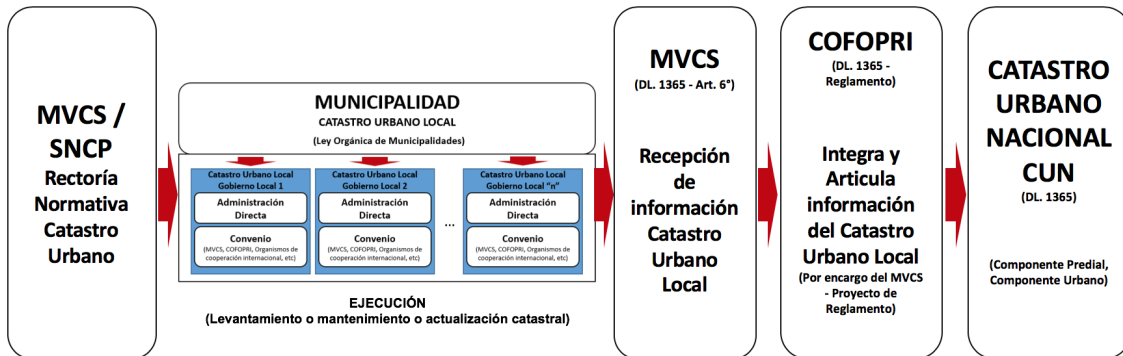 MVCS /
SNCP
Rectoría
Normativa
Catastro
Urbano
MUNICIPALIDAD
CATASTRO URBANO LOCAL
(Ley Orgánica de Municipalidades)
Catastro Urbano Local
Gobierno Local 1
Administración
Directa
Convenio
(MVCS, COFOPRI, Organismos de
cooperación internacional, etc)
Catastro Urbano Local
Gobierno Local 2
Administración
Directa
Convenio
(MVCS, COFOPRI, Organismos de
cooperación internacional, etc)
...
Catastro Urbano Local
Gobierno Local "n"
Administración
Directa
Convenio
(MVCS, COFOPRI, Organismos de
cooperación internacional, etc)
EJECUCIÓN
(Levantamiento o mantenimiento o actualización catastral)
MVCS
(DL. 1365 - Art. 6°)
Recepción
de
información
Catastro
Urbano
Local
COFOPRI
(DL. 1365 -
Reglamento)
Integra y
Articula
información
del Catastro
Urbano Local
(Por encargo del MVCS
- Proyecto de
Reglamento)
CATASTRO
URBANO
NACIONAL
CUN
(DL. 1365)
(Componente Predial,
Componente Urbano)